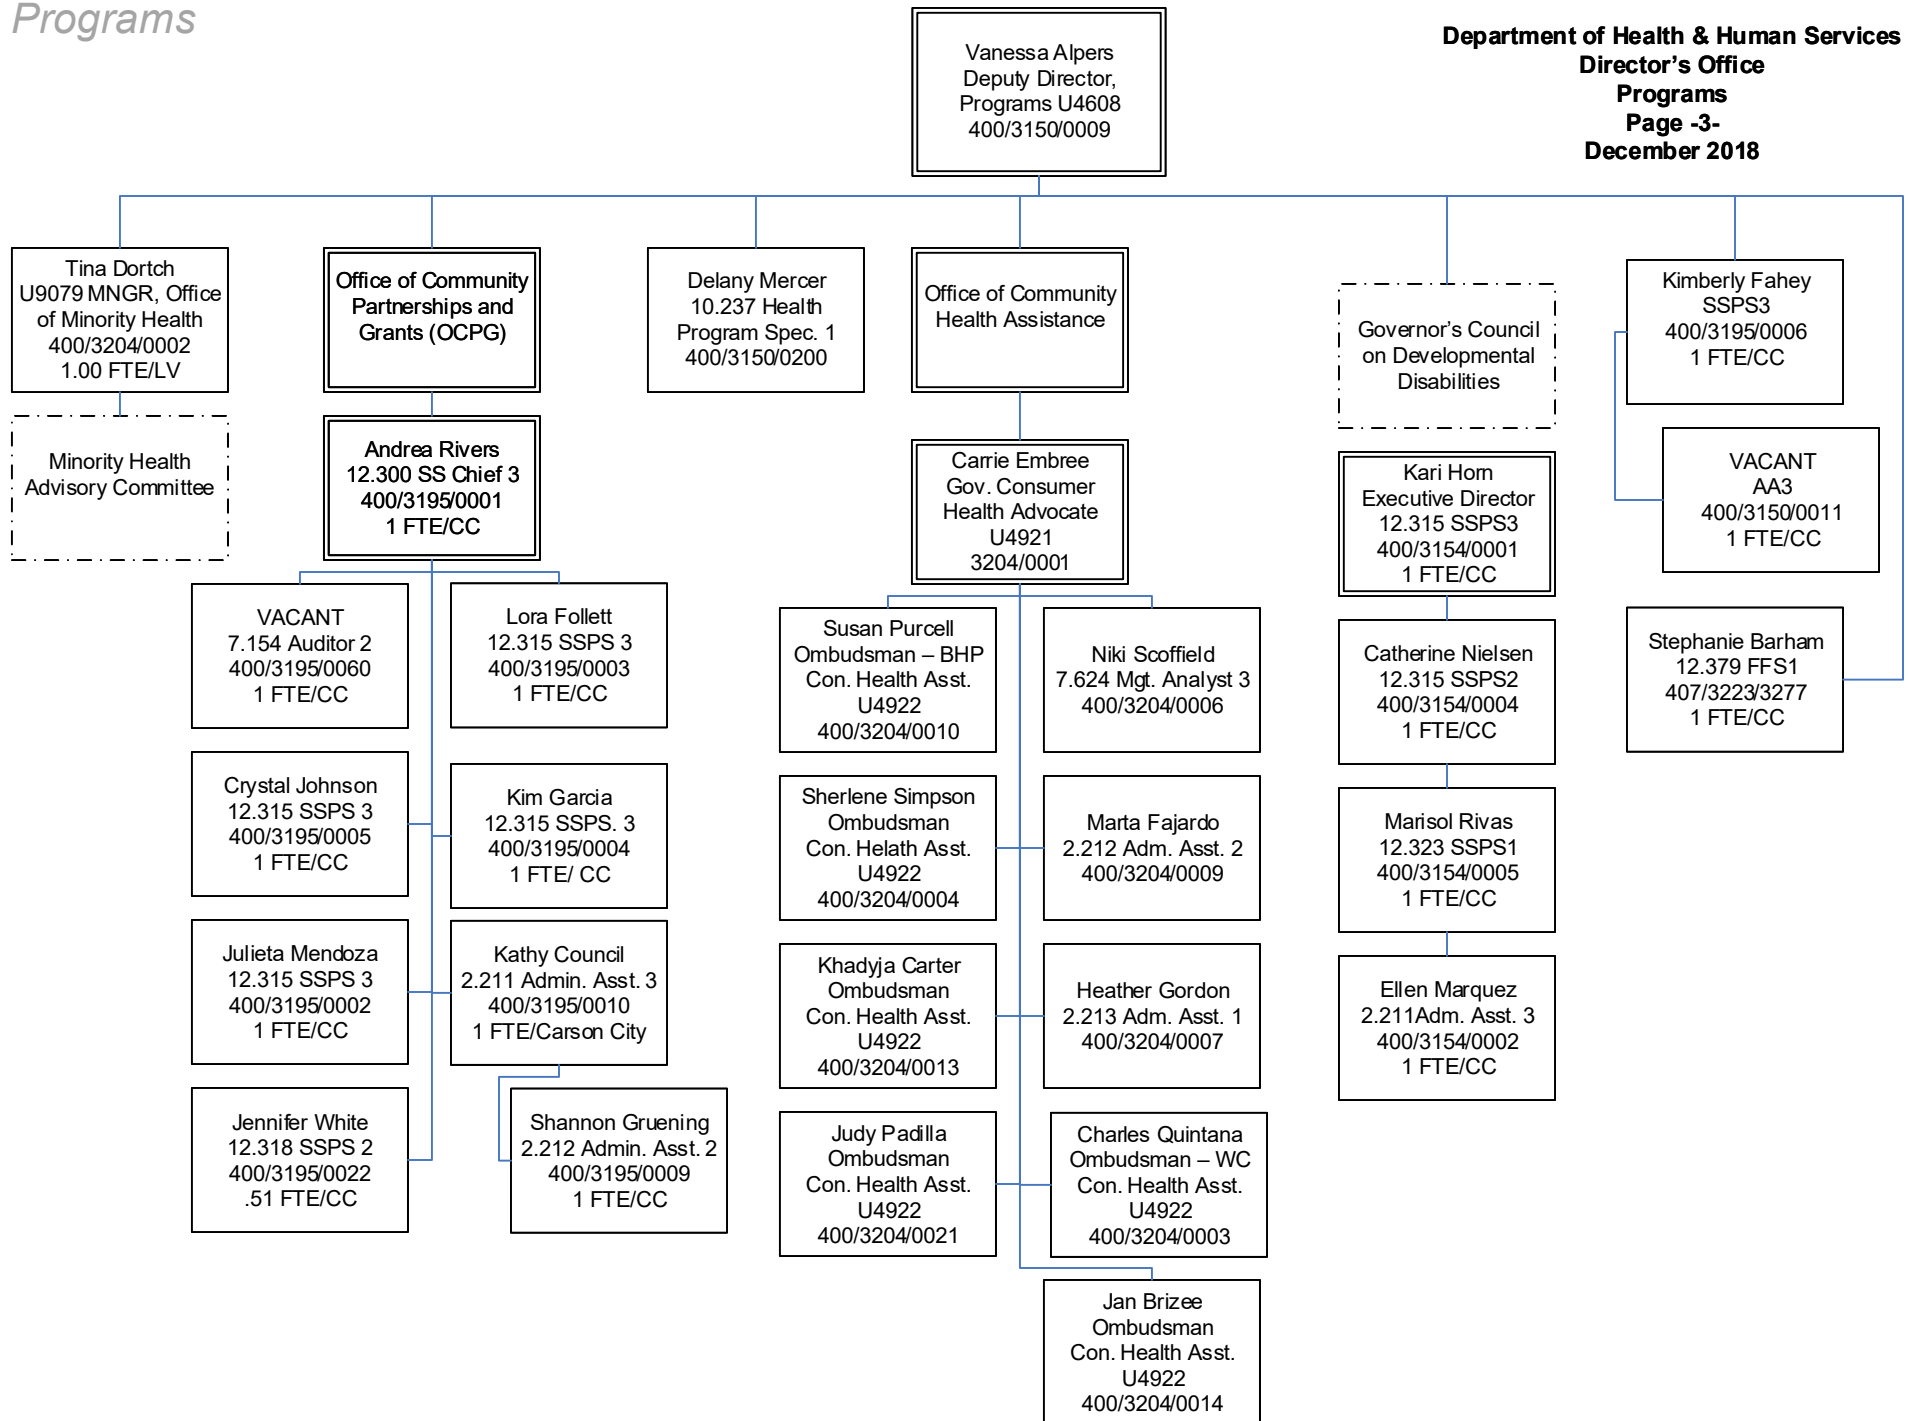 Programs
Department of Health & Human Services
Director's Office
Programs
Page -3-
December 2018
Vanessa Alpers
Deputy Director,
Programs U4608
400/3150/0009
Tina Dortch
U9079 MNGR, Office
of Minority Health
400/3204/0002
1.00 FTE/LV
Minority Health
Advisory Committee
Office of Community
Partnerships and
Grants (OCPG)
Andrea Rivers
12.300 SS Chief 3
400/3195/0001
1 FTE/CC
VACANT
7.154 Auditor 2
400/3195/0060
1 FTE/CC
Lora Follett
12.315 SSPS 3
400/3195/0003
1 FTE/CC
Crystal Johnson
12.315 SSPS 3
400/3195/0005
1 FTE/CC
Kim Garcia
12.315 SSPS. 3
400/3195/0004
1 FTE/ CC
Julieta Mendoza
12.315 SSPS 3
400/3195/0002
1 FTE/CC
Kathy Council
2.211 Admin. Asst. 3
400/3195/0010
1 FTE/Carson City
Jennifer White
12.318 SSPS 2
400/3195/0022
.51 FTE/CC
Shannon Gruening
2.212 Admin. Asst. 2
400/3195/0009
1 FTE/CC
Delany Mercer
10.237 Health
Program Spec. 1
400/3150/0200
Office of Community
Health Assistance
Carrie Embree
Gov. Consumer
Health Advocate
U4921
3204/0001
Susan Purcell
Ombudsman – BHP
Con. Health Asst.
U4922
400/3204/0010
Niki Scoffield
7.624 Mgt. Analyst 3
400/3204/0006
Sherlene Simpson
Ombudsman
Con. Helath Asst.
U4922
400/3204/0004
Marta Fajardo
2.212 Adm. Asst. 2
400/3204/0009
Khadyja Carter
Ombudsman
Con. Health Asst.
U4922
400/3204/0013
Heather Gordon
2.213 Adm. Asst. 1
400/3204/0007
Judy Padilla
Ombudsman
Con. Health Asst.
U4922
400/3204/0021
Charles Quintana
Ombudsman – WC
Con. Health Asst.
U4922
400/3204/0003
Jan Brizee
Ombudsman
Con. Health Asst.
U4922
400/3204/0014
Governor's Council
on Developmental
Disabilities
Kari Horn
Executive Director
12.315 SSPS3
400/3154/0001
1 FTE/CC
Catherine Nielsen
12.315 SSPS2
400/3154/0004
1 FTE/CC
Marisol Rivas
12.323 SSPS1
400/3154/0005
1 FTE/CC
Ellen Marquez
2.211Adm. Asst. 3
400/3154/0002
1 FTE/CC
Kimberly Fahey
SSPS3
400/3195/0006
1 FTE/CC
VACANT
AA3
400/3150/0011
1 FTE/CC
Stephanie Barham
12.379 FFS1
407/3223/3277
1 FTE/CC